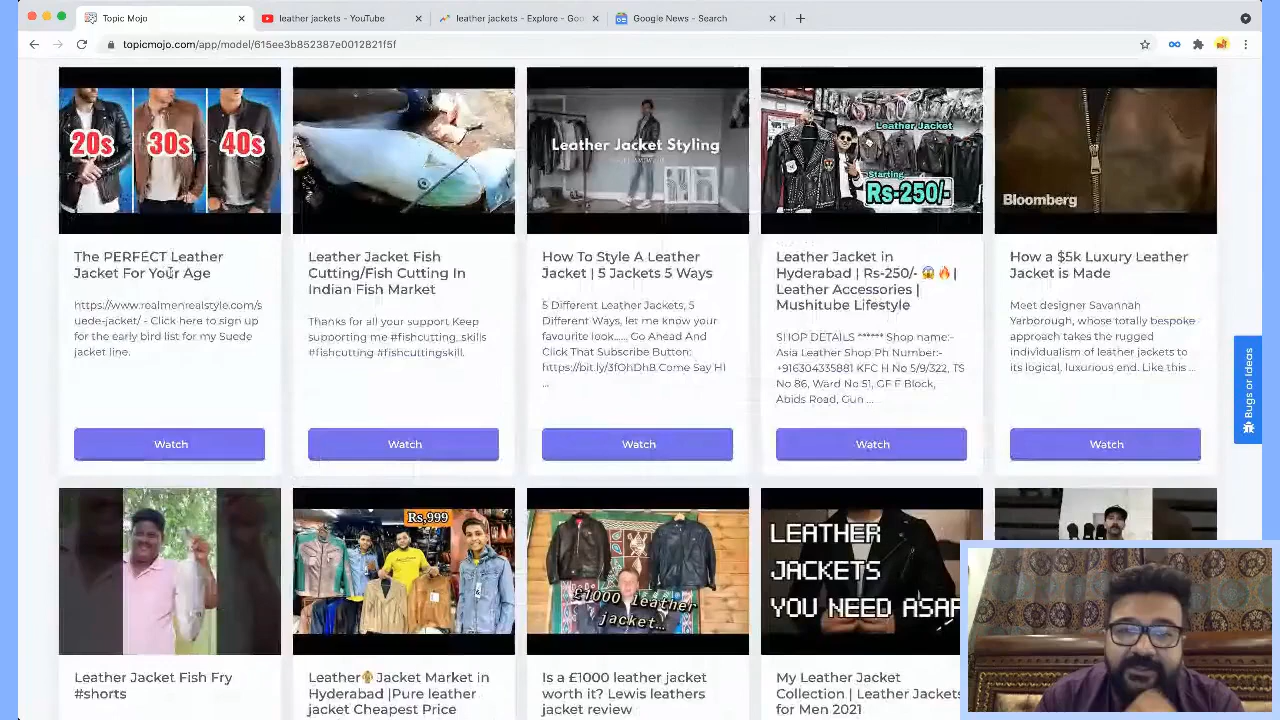 Topic Mojo
leather jackets - YouTube
leather jackets - Explore - Goo
Google News - Search
topicmojo.com/app/model/615ee3b852387e0012821f5f
20s 30s 40s
The PERFECT Leather
Jacket For Your Age
https://www.realmenrealstyle.com/s
uede-jacket/ - Click here to sign up
for the early bird list for my Suede
jacket line.
Watch
Leather Jacket Fish
Cutting/Fish Cutting In
Indian Fish Market
Thanks for all your support Keep
supporting me #fishcutting_skills
#fishcutting #fishcuttingskill.
Watch
Leather Jacket Styling
How To Style A Leather
Jacket | 5 Jackets 5 Ways
5 Different Leather Jackets, 5
Different Ways, let me know your
favourite look...... Go Ahead And
Click That Subscribe Button:
https://bit.ly/3fOhDh8 Come Say HI
...
Watch
Leather Jacket
Starting
Rs-250/-
Leather Jacket in
Hyderabad | Rs-250/- 😱🔥 |
Leather Accessories |
Mushitube Lifestyle
SHOP DETAILS ****** Shop name:-
Asia Leather Shop Ph Number:-
+916304335881 KFC H No 5/9/322, TS
No 86, Ward No 51, GF E Block,
Abids Road, Gun ...
Watch
Bloomberg
How a $5k Luxury Leather
Jacket is Made
Meet designer Savannah
Yarborough, whose totally bespoke
approach takes the rugged
individualism of leather jackets to
its logical, luxurious end. Like this ...
Watch
Bugs or Ideas
Leather Jacket Fish Fry
#shorts
Rs,999
Leather🧥Jacket Market in
Hyderabad |Pure leather
jacket Cheapest Price
£1000 leather
jacket...
Is a £1000 leather jacket
worth it? Lewis leathers
jacket review
LEATHER
JACKETS
YOU NEED ASAP
My Leather Jacket
Collection | Leather Jackets
for Men 2021